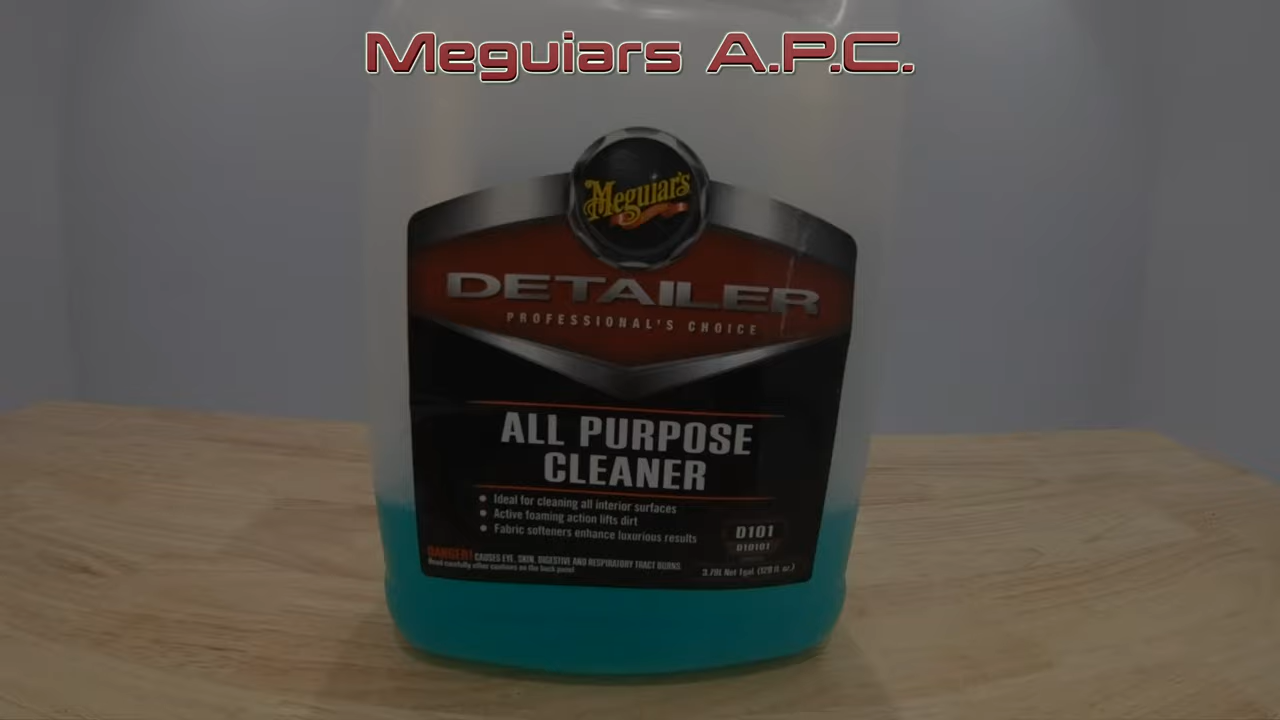 Meguiars A.P.C.
Meguiar's
DETAILER
PROFESSIONAL'S CHOICE
ALL PURPOSE
CLEANER
Ideal for cleaning all interior surfaces
Active foaming action lifts dirt
Fabric softeners enhance luxurious results
D101
D10101
DANGER! CAUSES EYE, SKIN, DIGESTIVE AND RESPIRATORY TRACT BURNS.
Read carefully other cautions on the back panel
3.79L Net 1gal. (128 fl. oz.)